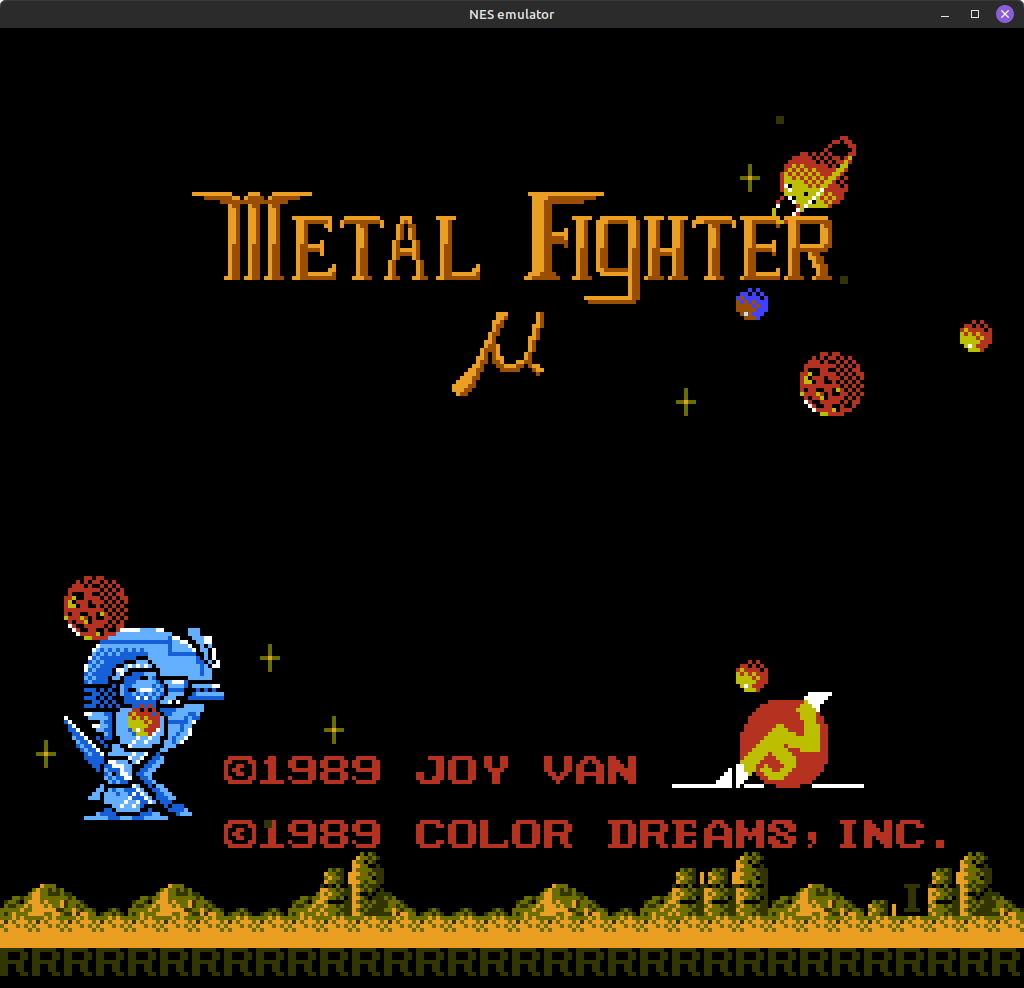 NES emulator
METAL FIGHTER
μ
©1989 JOY VAN
©1989 COLOR DREAMS, INC.
I
RRRRRRRRRRRRRRRRRRRRRRRRRRRRRRRR